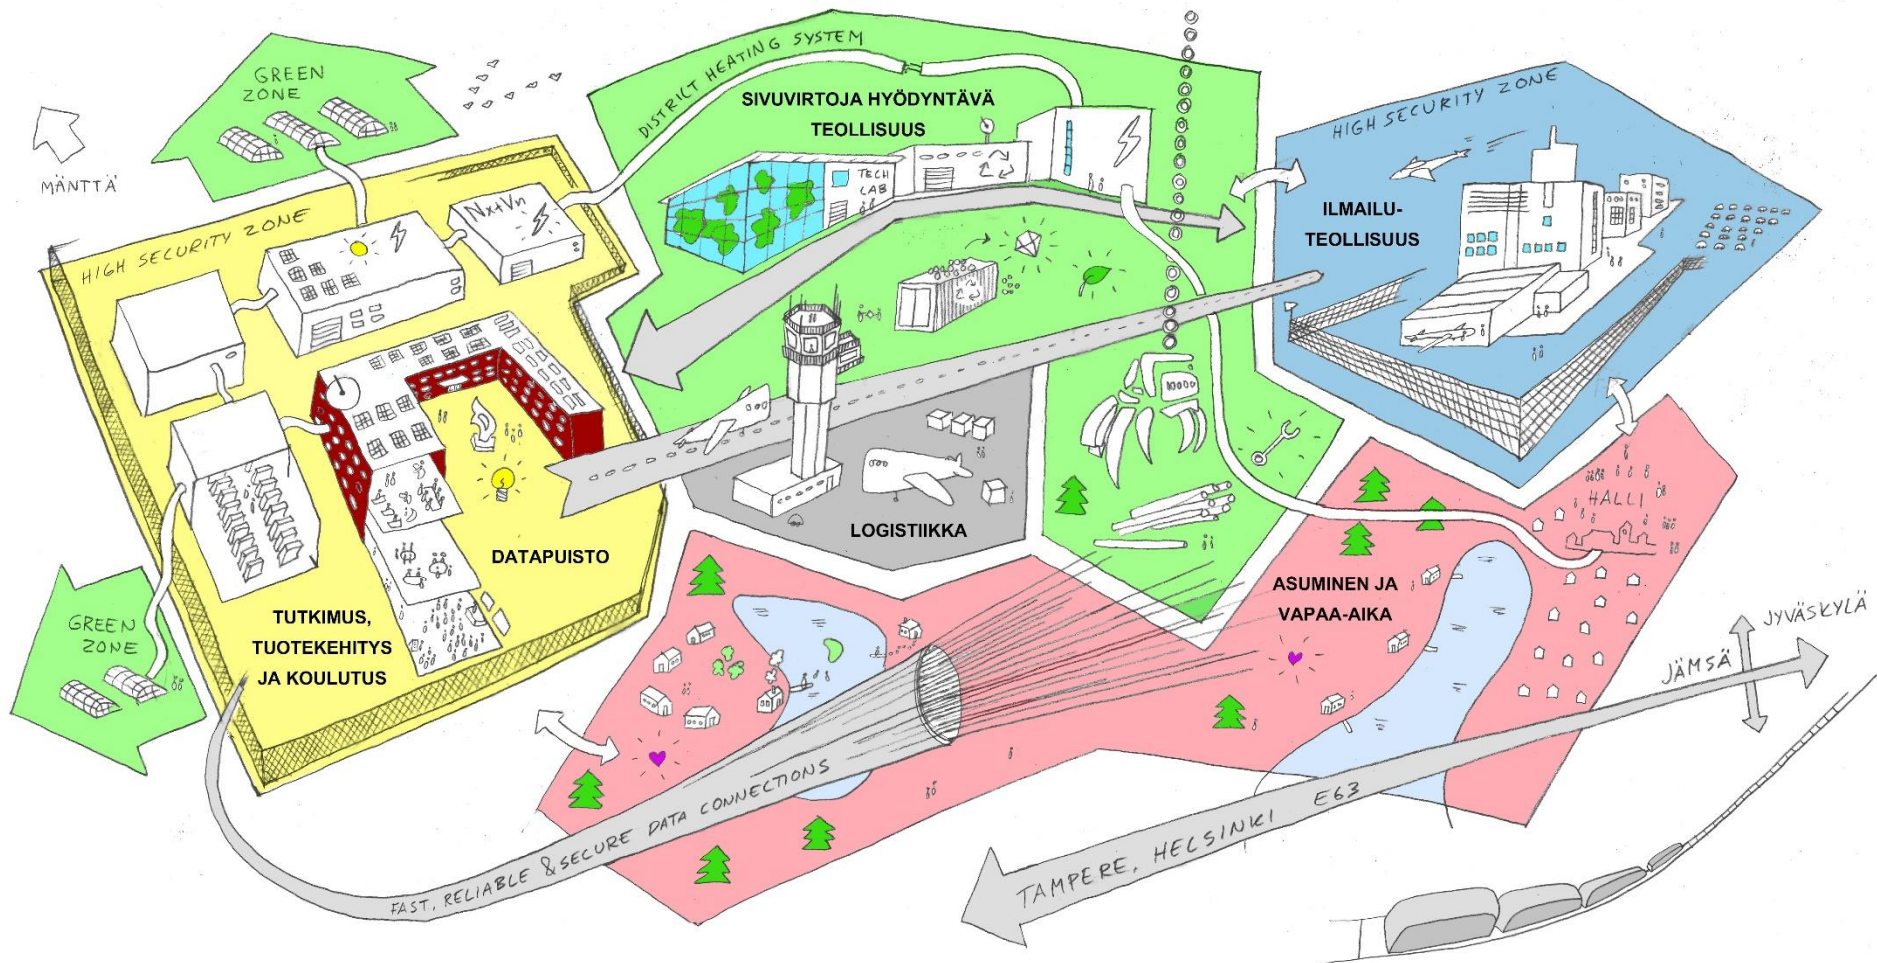 GREEN
ZONE
MÄNTTÄ
HIGH SECURITY ZONE
NX+VN
DISTRICT HEATING SYSTEM
SIVUVIRTOJA HYÖDYNTÄVÄ
TEOLLISUUS
TECH
LAB
HIGH SECURITY ZONE
ILMAILU-
TEOLLISUUS
LOGISTIIKKA
DATAPUISTO
TUTKIMUS,
TUOTEKEHITYS
JA KOULUTUS
GREEN
ZONE
HALLI
ASUMINEN JA
VAPAA-AIKA
FAST, RELIABLE & SECURE DATA CONNECTIONS
TAMPERE, HELSINKI E63
JÄMSÄ
JYVÄSKYLÄ